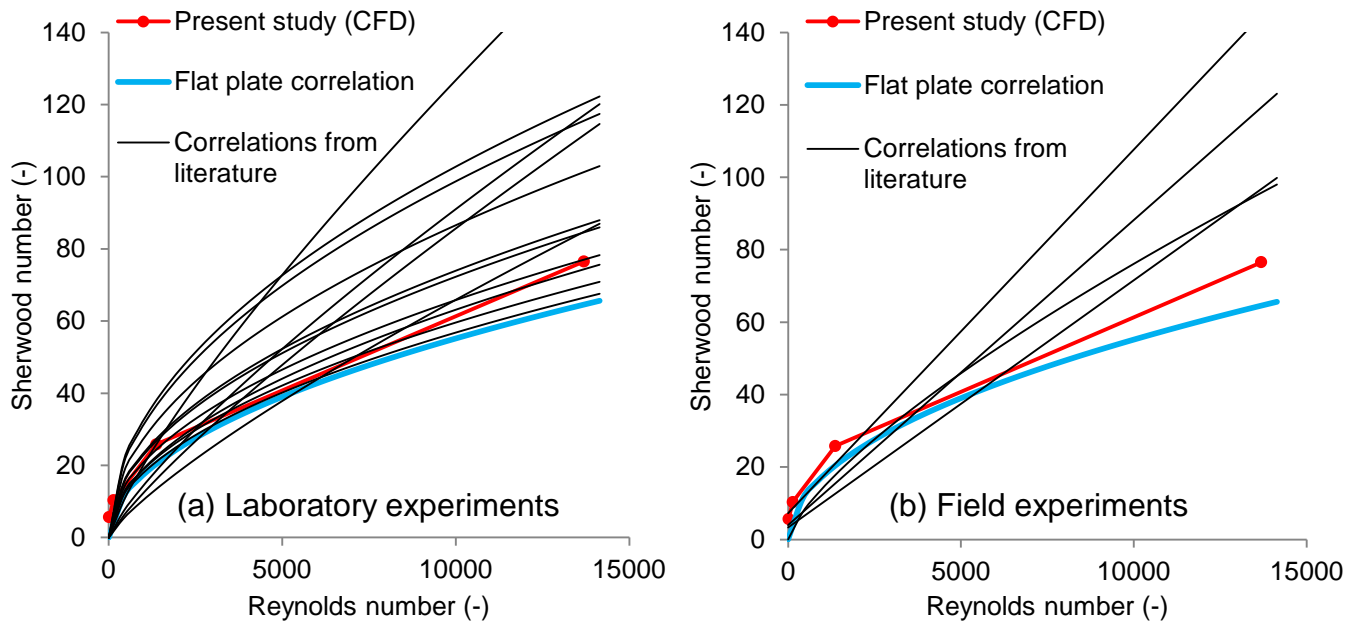 140
120
100
80
60
40
20
0
Sherwood number (-)
Present study (CFD)
Flat plate correlation
Correlations from
literature
(a) Laboratory experiments
0
5000
10000
15000
Reynolds number (-)
140
120
100
80
60
40
20
0
Sherwood number (-)
Present study (CFD)
Flat plate correlation
Correlations from
literature
(b) Field experiments
0
5000
10000
15000
Reynolds number (-)